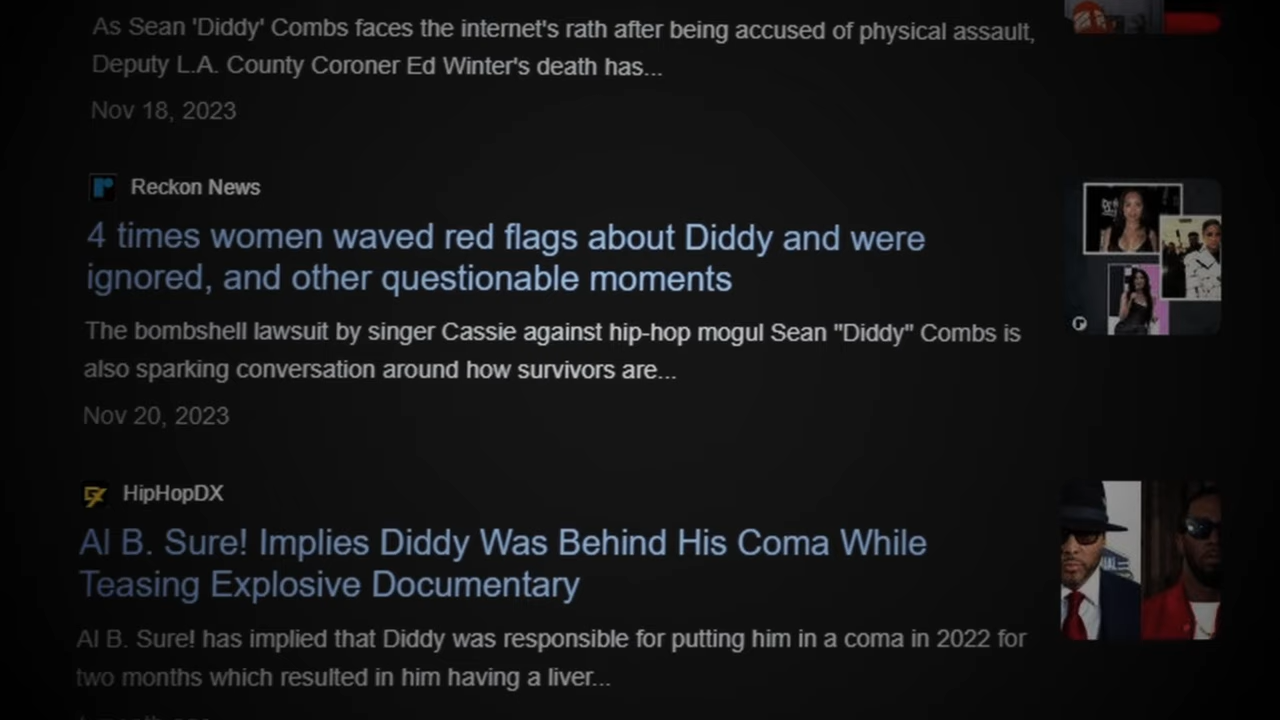 As Sean 'Diddy' Combs faces the internet's rath after being accused of physical assault,
Deputy L.A. County Coroner Ed Winter's death has...
Nov 18, 2023
Reckon News
4 times women waved red flags about Diddy and were
ignored, and other questionable moments
The bombshell lawsuit by singer Cassie against hip-hop mogul Sean "Diddy" Combs is
also sparking conversation around how survivors are...
Nov 20, 2023
HipHopDX
Al B. Sure! Implies Diddy Was Behind His Coma While
Teasing Explosive Documentary
Al B. Sure! has implied that Diddy was responsible for putting him in a coma in 2022 for
two months which resulted in him having a liver...